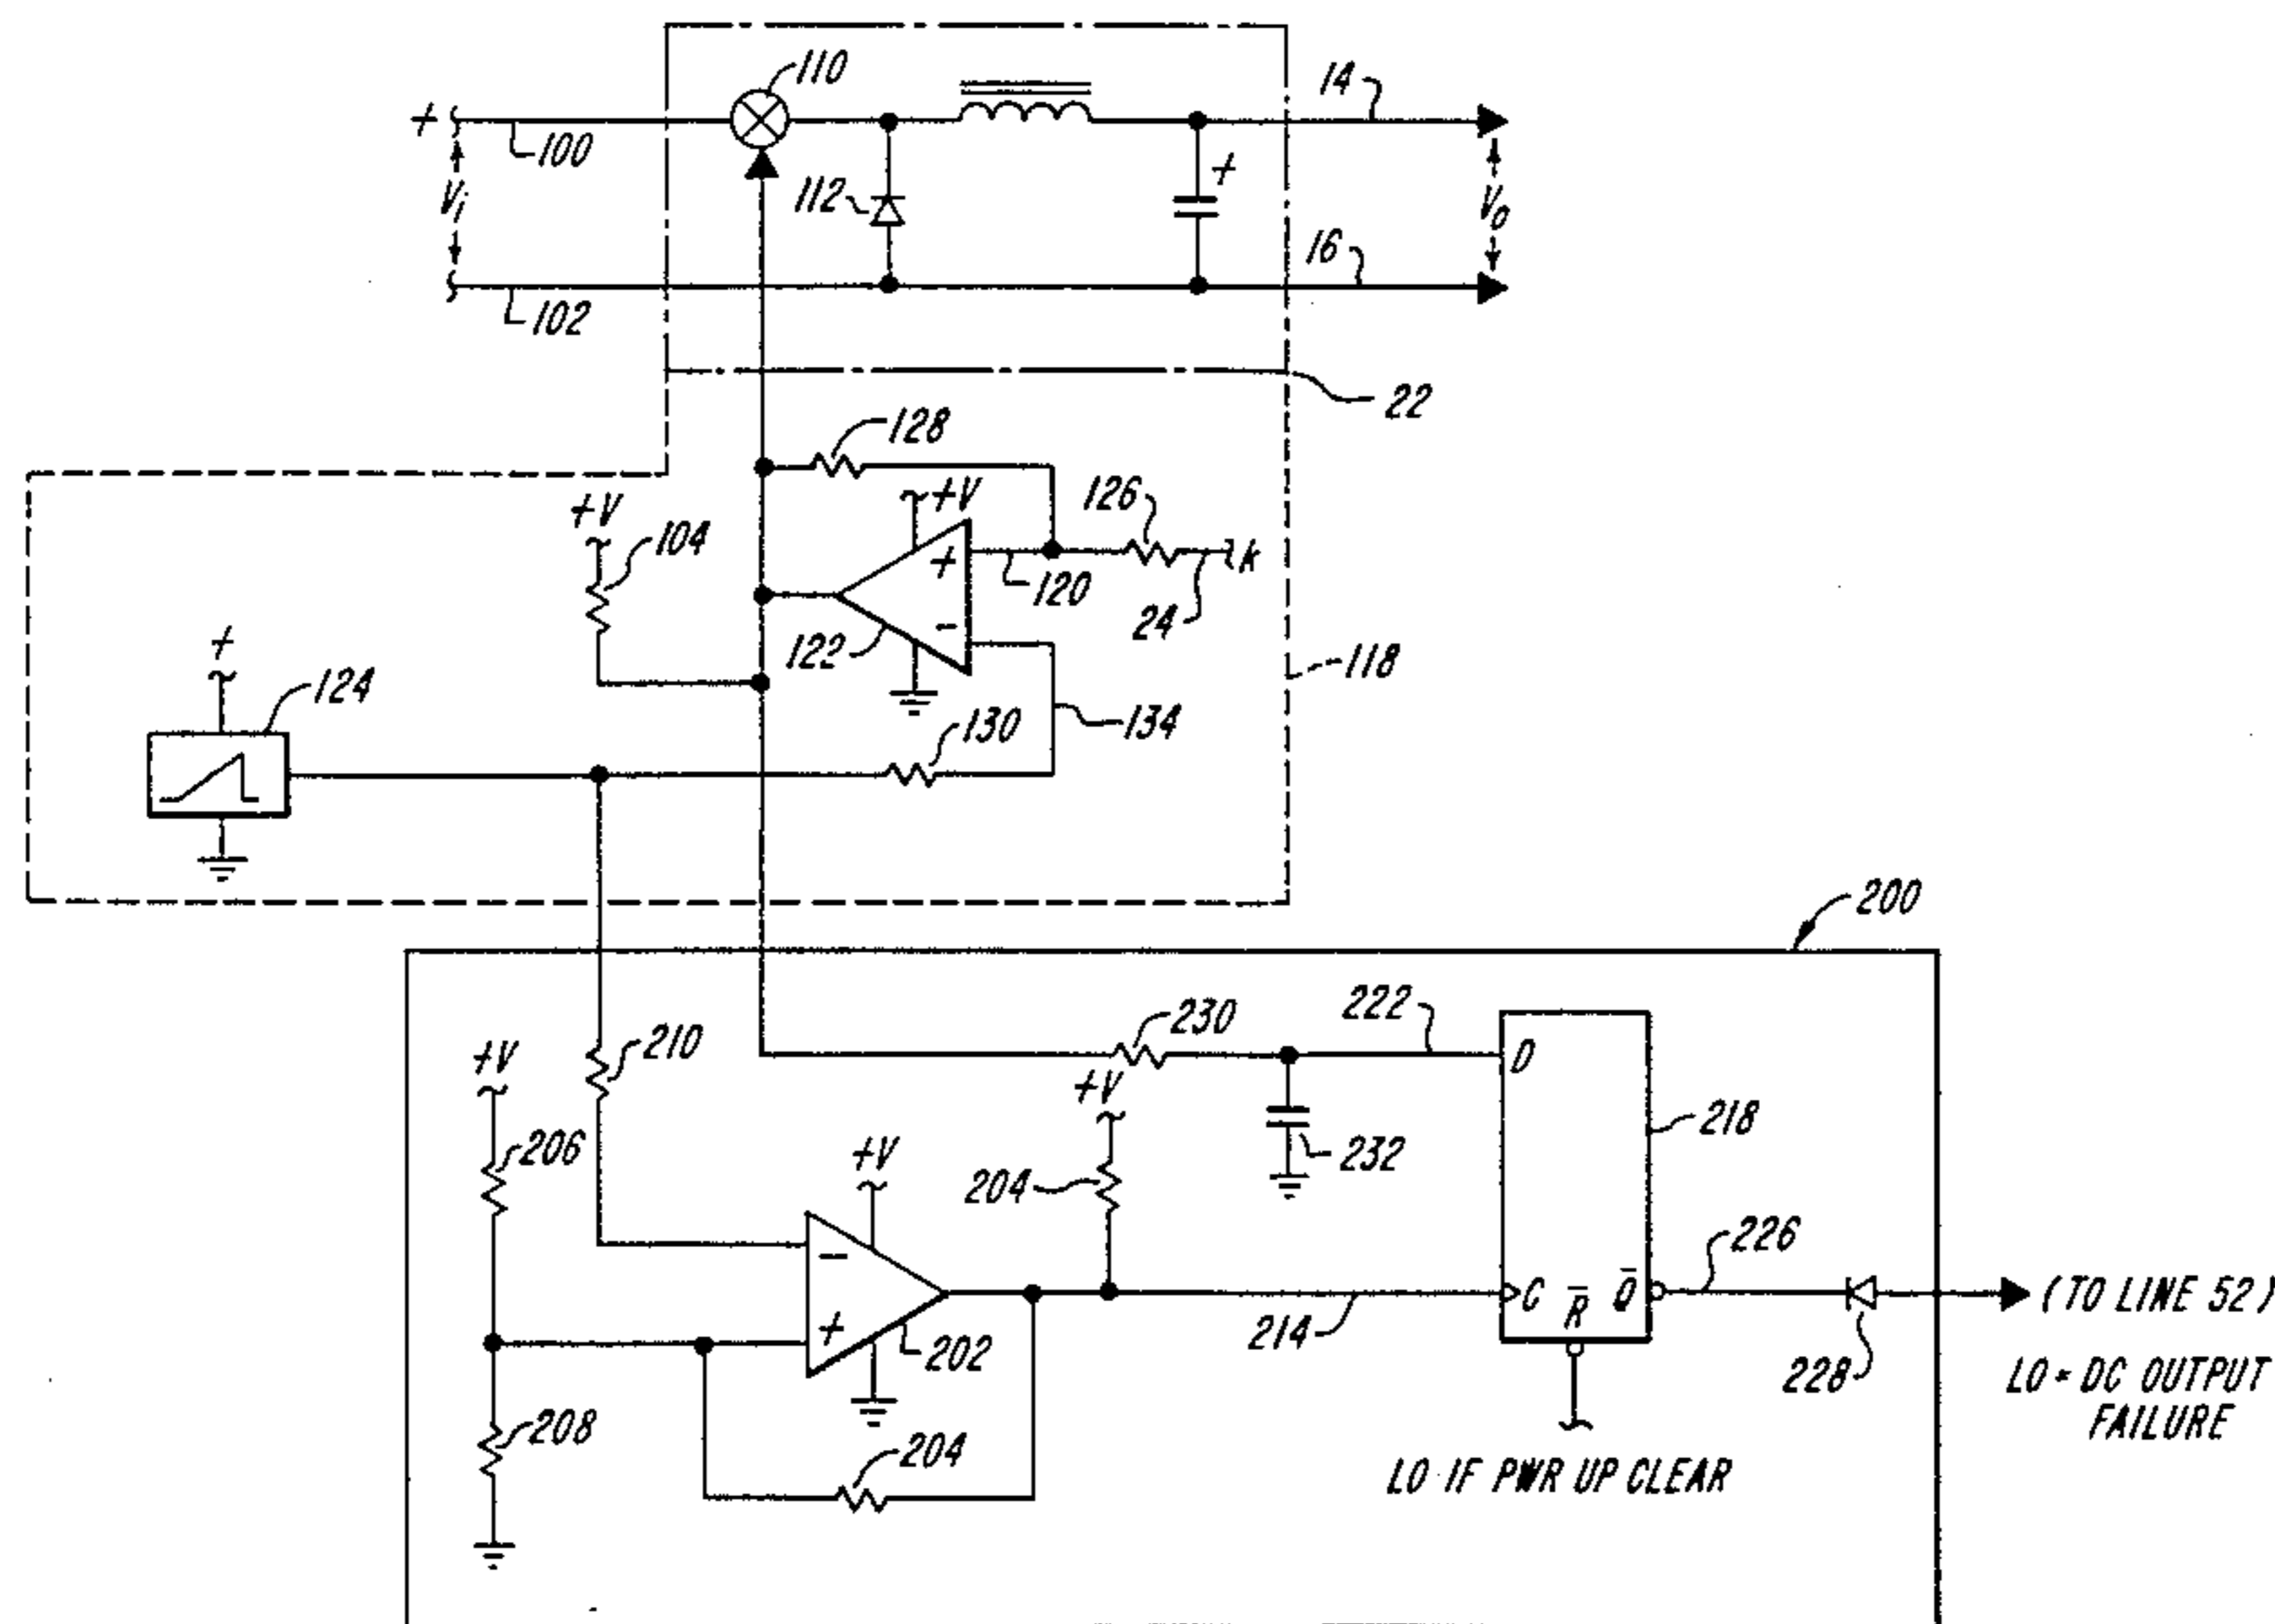 110
14
+
100
+
Vi
112
Vo
16
102
22
128
+V
126
+V
104
+
k
120
24
-
122
118
+
124
134
130
200
222
230
210
+V
D
+V
218
206
232
+V
204
226
-
C
R̅
Q̅
(TO LINE 52)
+
202
214
228
LO = DC OUTPUT
FAILURE
208
204
LO IF PWR UP CLEAR